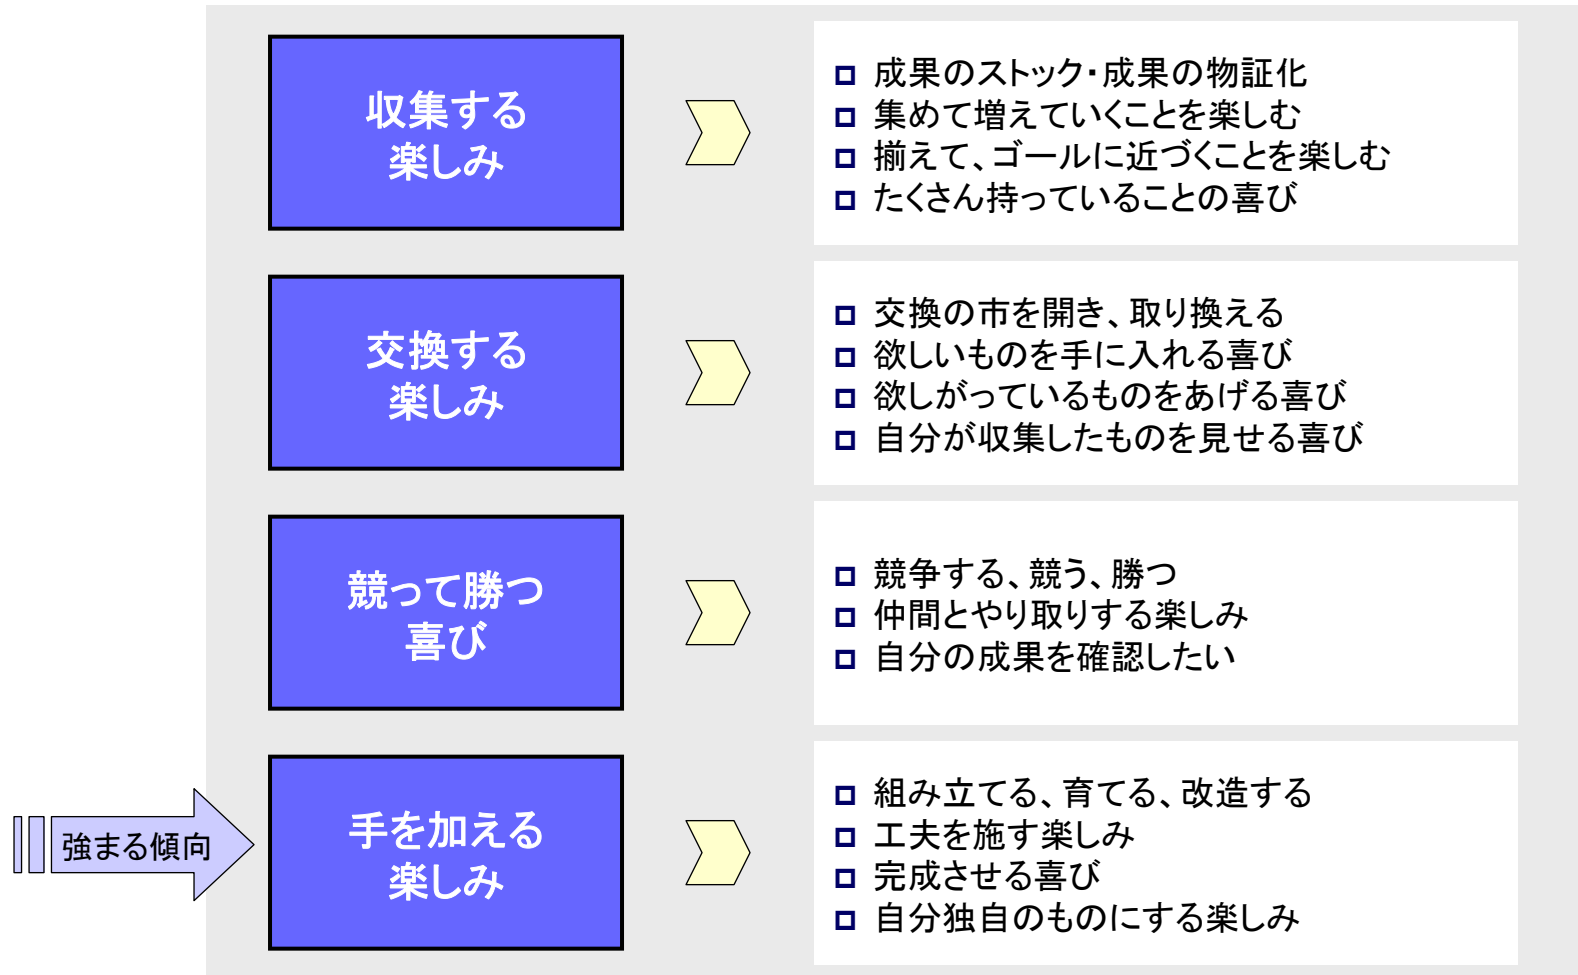 収集する
楽しみ
成果のストック・成果の物証化
集めて増えていくことを楽しむ
揃えて、ゴールに近づくことを楽しむ
たくさん持っていることの喜び
交換する
楽しみ
交換の市を開き、取り換える
欲しいものを手に入れる喜び
欲しがっているものをあげる喜び
自分が収集したものを見せる喜び
競って勝つ
喜び
競争する、競う、勝つ
仲間とやり取りする楽しみ
自分の成果を確認したい
強まる傾向
手を加える
楽しみ
組み立てる、育てる、改造する
工夫を施す楽しみ
完成させる喜び
自分独自のものにする楽しみ